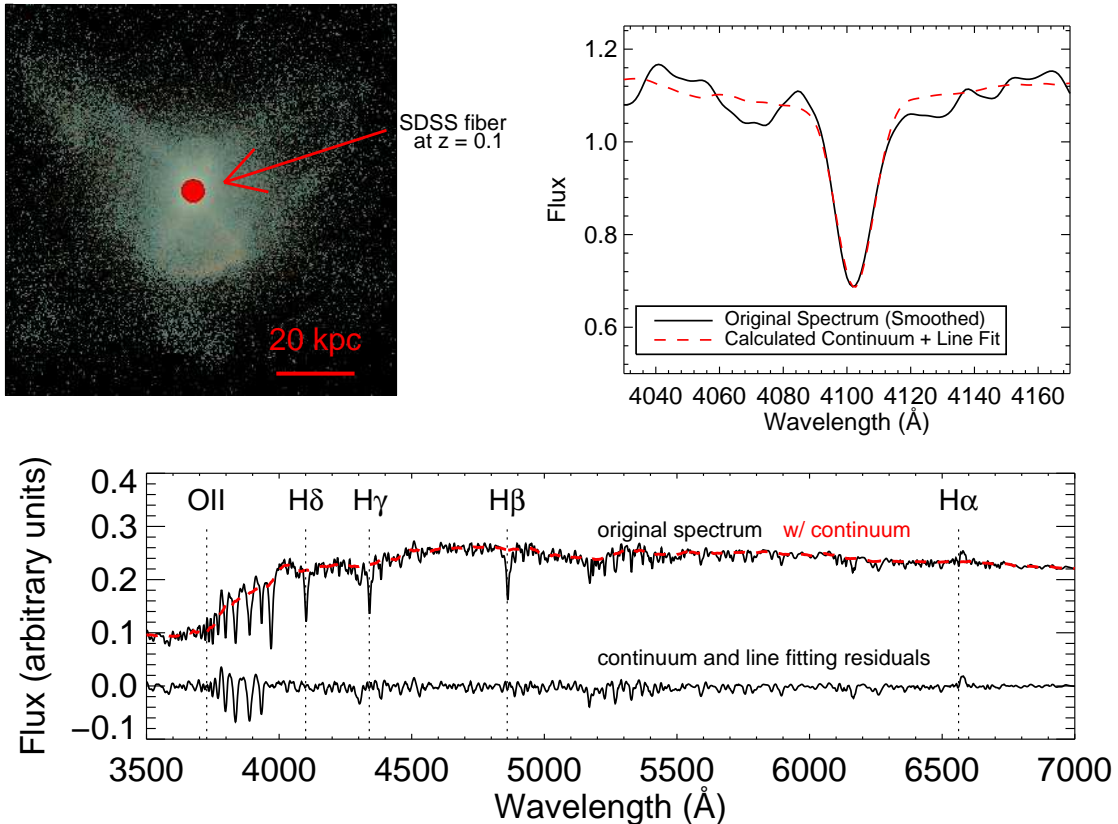 SDSS fiber
at z = 0.1
20 kpc
1.2
1.0
0.8
0.6
Flux
Original Spectrum (Smoothed)
Calculated Continuum + Line Fit
4040 4060 4080 4100 4120 4140 4160
Wavelength (Å)
Flux (arbitrary units)
0.4
0.3
0.2
0.1
0.0
−0.1
OII Hδ Hγ Hβ Hα
original spectrum w/ continuum
continuum and line fitting residuals
3500 4000 4500 5000 5500 6000 6500 7000
Wavelength (Å)